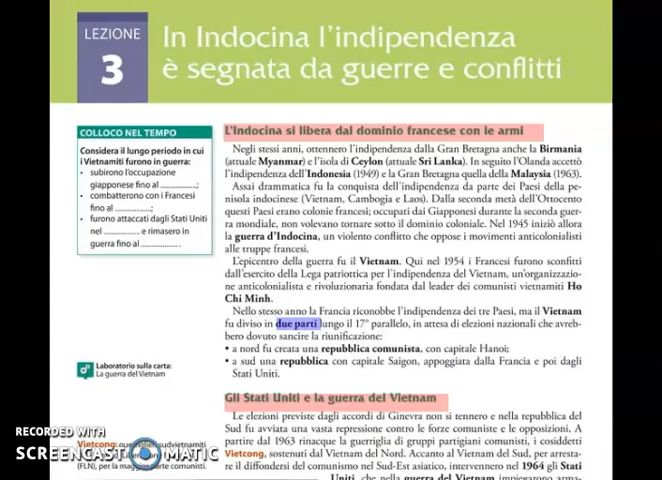 LEZIONE
3
In Indocina l'indipendenza
è segnata da guerre e conflitti
COLLOCO NEL TEMPO
Considera il lungo periodo in cui
i Vietnamiti furono in guerra:
• subirono l'occupazione
giapponese fino al ...............;
• combatterono con i Francesi
fino al ...............;
• furono attaccati dagli Stati Uniti
nel ............... e rimasero in
guerra fino al ............... .
Laboratorio sulla carta:
La guerra del Vietnam
Vietcong: sudvietnamiti
(FLN), per la maggior parte comunisti.
L'Indocina si libera dal dominio francese con le armi
Negli stessi anni, ottennero l'indipendenza dalla Gran Bretagna anche la Birmania
(attuale Myanmar) e l'isola di Ceylon (attuale Sri Lanka). In seguito l'Olanda accettò
l'indipendenza dell'Indonesia (1949) e la Gran Bretagna quella della Malaysia (1963).
Assai drammatica fu la conquista dell'indipendenza da parte dei Paesi della pe-
nisola indocinese (Vietnam, Cambogia e Laos). Dalla seconda metà dell'Ottocento
questi Paesi erano colonie francesi; occupati dai Giapponesi durante la seconda guer-
ra mondiale, non volevano tornare sotto il dominio coloniale. Nel 1945 iniziò allora
la guerra d'Indocina, un violento conflitto che oppose i movimenti anticolonialisti
alle truppe francesi.
L'epicentro della guerra fu il Vietnam. Qui nel 1954 i Francesi furono sconfitti
dall'esercito della Lega patriottica per l'indipendenza del Vietnam, un'organizzazio-
ne anticolonialista e rivoluzionaria fondata dal leader dei comunisti vietnamiti Ho
Chi Minh.
Nello stesso anno la Francia riconobbe l'indipendenza dei tre Paesi, ma il Vietnam
fu diviso in due parti lungo il 17° parallelo, in attesa di elezioni nazionali che avreb-
bero dovuto sancire la riunificazione:
• a nord fu creata una repubblica comunista, con capitale Hanoi;
• a sud una repubblica con capitale Saigon, appoggiata dalla Francia e poi dagli
Stati Uniti.
Gli Stati Uniti e la guerra del Vietnam
Le elezioni previste dagli accordi di Ginevra non si tennero e nella repubblica del
Sud fu avviata una vasta repressione contro le forze comuniste e le opposizioni. A
partire dal 1963 rinacque la guerriglia di gruppi partigiani comunisti, i cosiddetti
Vietcong, sostenuti dal Vietnam del Nord. Accanto al Vietnam del Sud, per arresta-
re il diffondersi del comunismo nel Sud-Est asiatico, intervennero nel 1964 gli Stati
Uniti, che nella guerra del Vietnam impiegarono arma-
RECORDED WITH
SCREENCAST MATIC